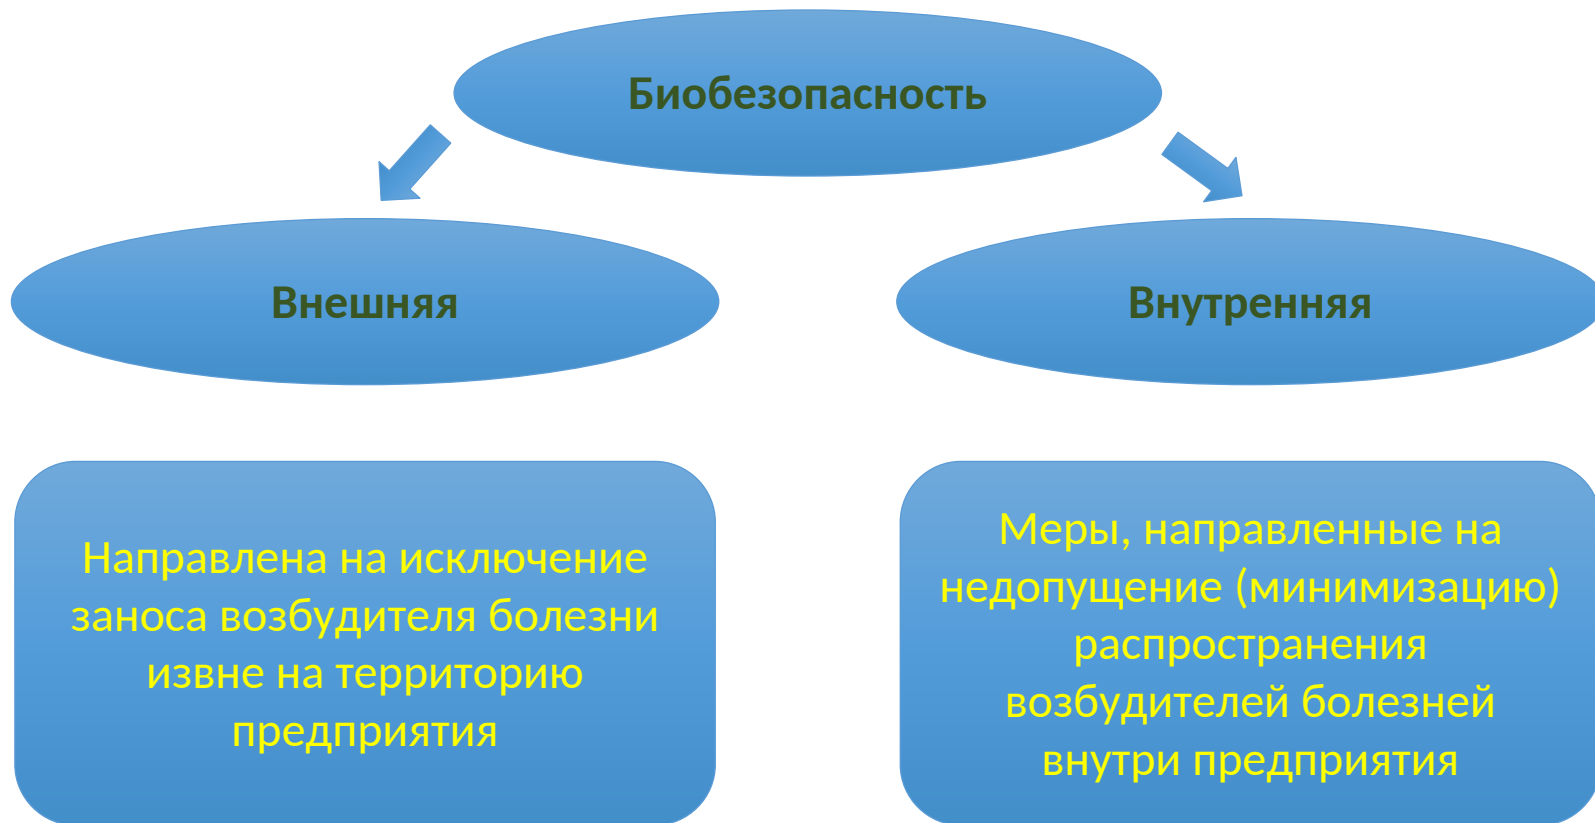 Биобезопасность
Внешняя
Внутренняя
Направлена на исключение
заноса возбудителя болезни
извне на территорию
предприятия
Меры, направленные на
недопущение (минимизацию)
распространения
возбудителей болезней
внутри предприятия